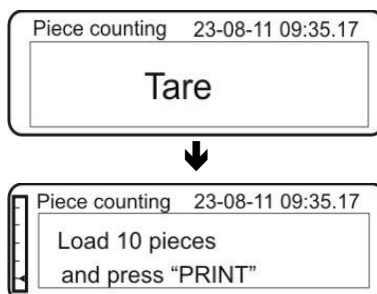 Piece counting 23-08-11 09:35.17
Tare
Piece counting 23-08-11 09:35.17
Load 10 pieces
and press “PRINT”